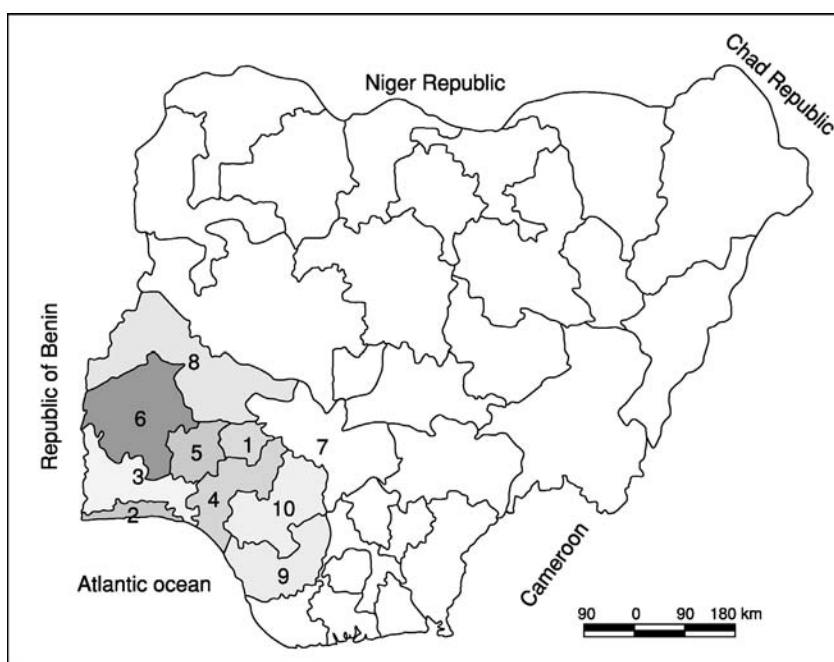 Chad Republic
Niger Republic
Republic of Benin
8
6
5
1
7
3
4
10
2
9
Atlantic ocean
Cameroon
90 0 90 180 km